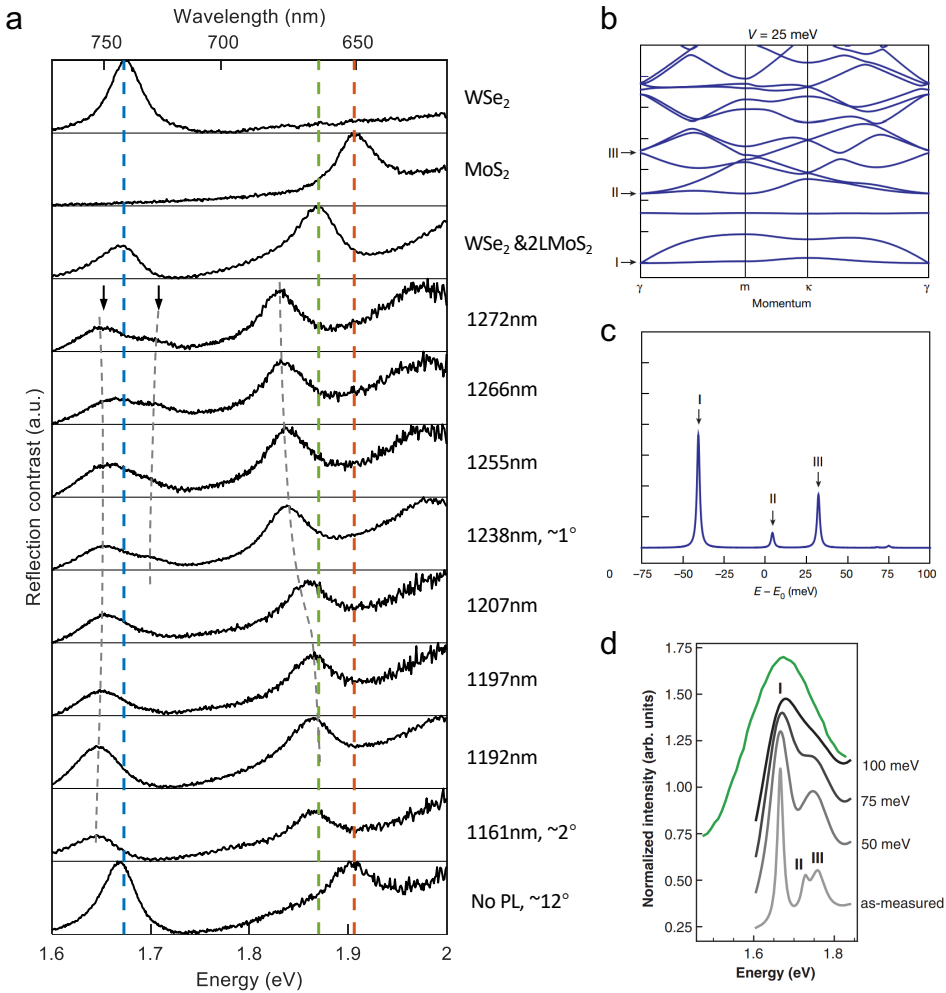 a
Wavelength (nm)
750
700
650
WSe2
MoS2
WSe2 &2LMoS2
1272nm
1266nm
1255nm
1238nm, ~1°
1207nm
1197nm
1192nm
1161nm, ~2°
No PL, ~12°
Reflection contrast (a.u.)
1.6
1.7
1.8
1.9
2
Energy (eV)
b
V = 25 meV
III
II
I
γ
m
κ
γ
Momentum
c
I
II
III
0
−75
−50
−25
0
25
50
75
100
E − E0 (meV)
d
1.75
1.50
1.25
1.00
0.75
0.50
0.25
Normalized intensity (arb. units)
I
II
III
100 meV
75 meV
50 meV
as-measured
1.6
1.8
Energy (eV)